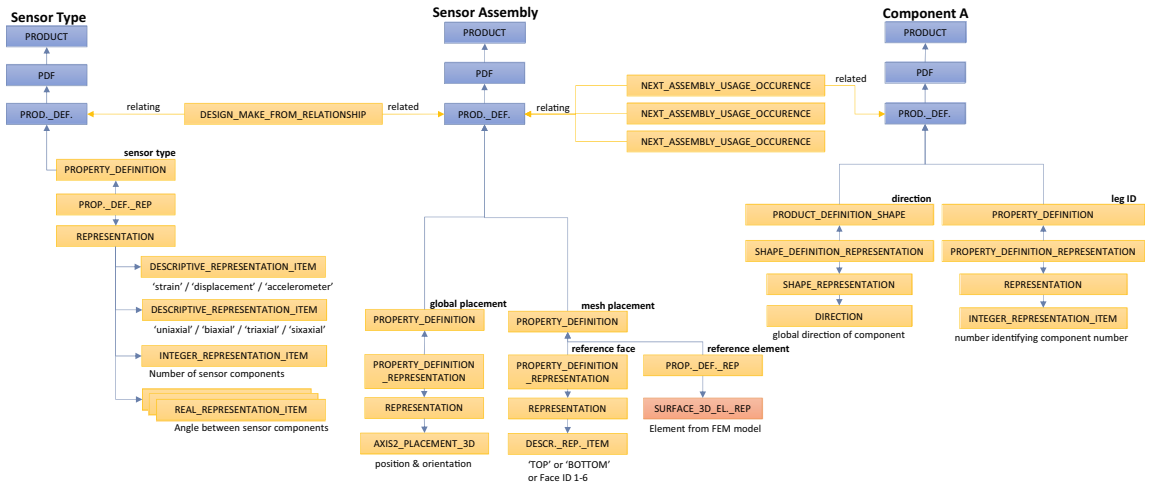 Sensor Type
PRODUCT
PDF
PROD._DEF.
relating
DESIGN_MAKE_FROM_RELATIONSHIP
related
sensor type
PROPERTY_DEFINITION
PROP._DEF._REP
REPRESENTATION
DESCRIPTIVE_REPRESENTATION_ITEM
‘strain’ / ‘displacement’ / ‘accelerometer’
DESCRIPTIVE_REPRESENTATION_ITEM
‘uniaxial’ / ‘biaxial’ / ‘triaxial’ / ‘sixaxial’
INTEGER_REPRESENTATION_ITEM
Number of sensor components
REAL_REPRESENTATION_ITEM
Angle between sensor components
Sensor Assembly
PRODUCT
PDF
PROD._DEF.
relating
NEXT_ASSEMBLY_USAGE_OCCURENCE
NEXT_ASSEMBLY_USAGE_OCCURENCE
NEXT_ASSEMBLY_USAGE_OCCURENCE
related
global placement
PROPERTY_DEFINITION
PROPERTY_DEFINITION
_REPRESENTATION
REPRESENTATION
AXIS2_PLACEMENT_3D
position & orientation
mesh placement
PROPERTY_DEFINITION
reference face
PROPERTY_DEFINITION
_REPRESENTATION
REPRESENTATION
DESCR._REP._ITEM
‘TOP’ or ‘BOTTOM’
or Face ID 1-6
reference element
PROP._DEF._REP
SURFACE_3D_EL._REP
Element from FEM model
Component A
PRODUCT
PDF
PROD._DEF.
direction
PRODUCT_DEFINITION_SHAPE
SHAPE_DEFINITION_REPRESENTATION
SHAPE_REPRESENTATION
DIRECTION
global direction of component
leg ID
PROPERTY_DEFINITION
PROPERTY_DEFINITION_REPRESENTATION
REPRESENTATION
INTEGER_REPRESENTATION_ITEM
number identifying component number